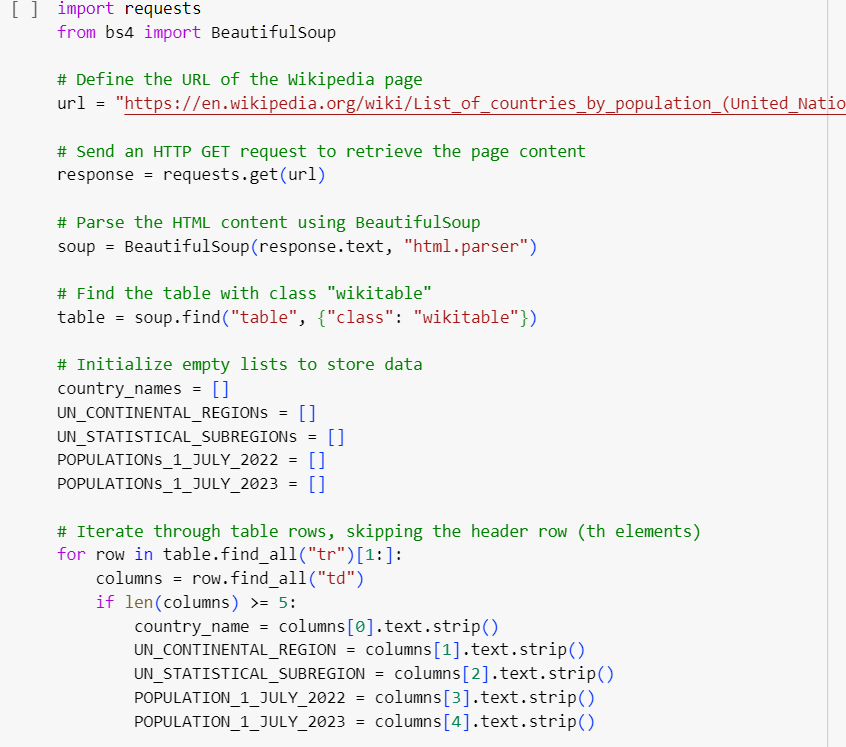 [ ] import requests
from bs4 import BeautifulSoup
# Define the URL of the Wikipedia page
url = "https://en.wikipedia.org/wiki/List_of_countries_by_population_(United_Natio
# Send an HTTP GET request to retrieve the page content
response = requests.get(url)
# Parse the HTML content using BeautifulSoup
soup = BeautifulSoup(response.text, "html.parser")
# Find the table with class "wikitable"
table = soup.find("table", {"class": "wikitable"})
# Initialize empty lists to store data
country_names = []
UN_CONTINENTAL_REGIONs = []
UN_STATISTICAL_SUBREGIONs = []
POPULATIONs_1_JULY_2022 = []
POPULATIONs_1_JULY_2023 = []
# Iterate through table rows, skipping the header row (th elements)
for row in table.find_all("tr")[1:]:
    columns = row.find_all("td")
    if len(columns) >= 5:
        country_name = columns[0].text.strip()
        UN_CONTINENTAL_REGION = columns[1].text.strip()
        UN_STATISTICAL_SUBREGION = columns[2].text.strip()
        POPULATION_1_JULY_2022 = columns[3].text.strip()
        POPULATION_1_JULY_2023 = columns[4].text.strip()